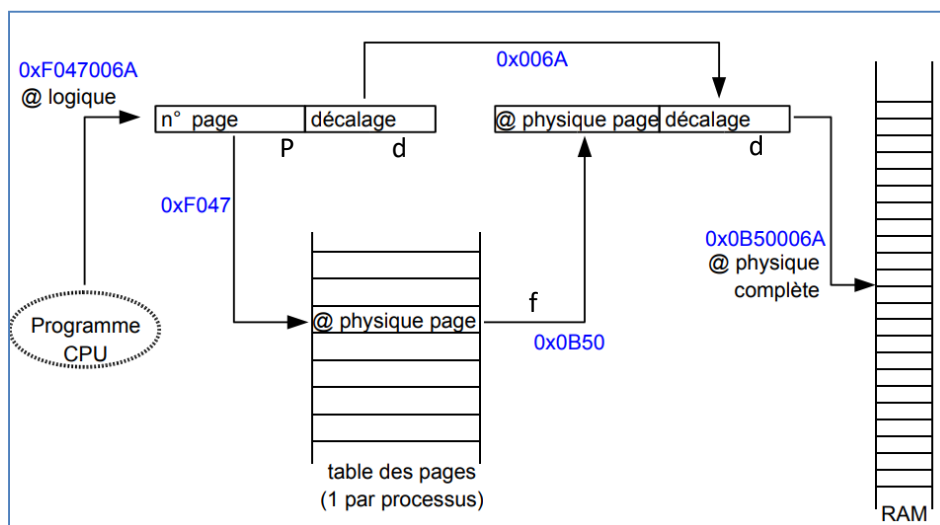 0xF047006A
@ logique
0x006A
n° page
décalage
@ physique page
décalage
P
d
d
0xF047
0x0B50006A
@ physique
complète
Programme
CPU
@ physique page
f
0x0B50
table des pages
(1 par processus)
RAM